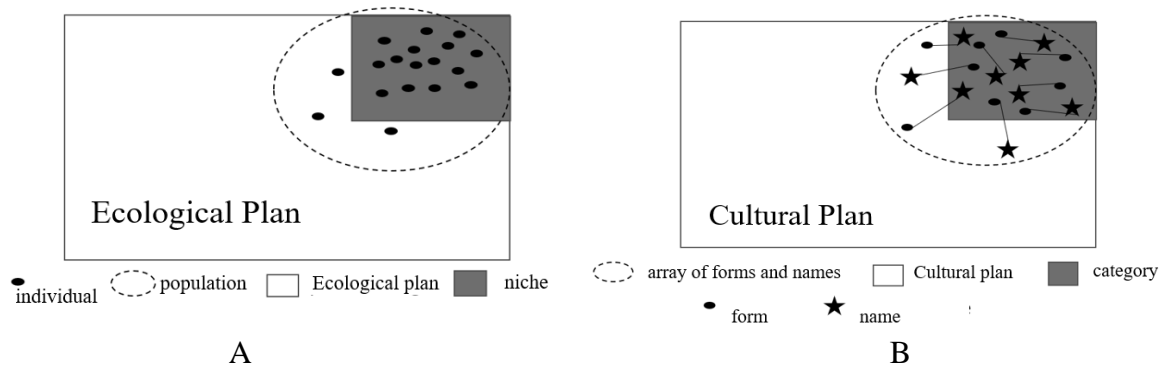 Ecological Plan
individual
population
Ecological plan
niche
A
Cultural Plan
array of forms and names
Cultural plan
category
form
name
B